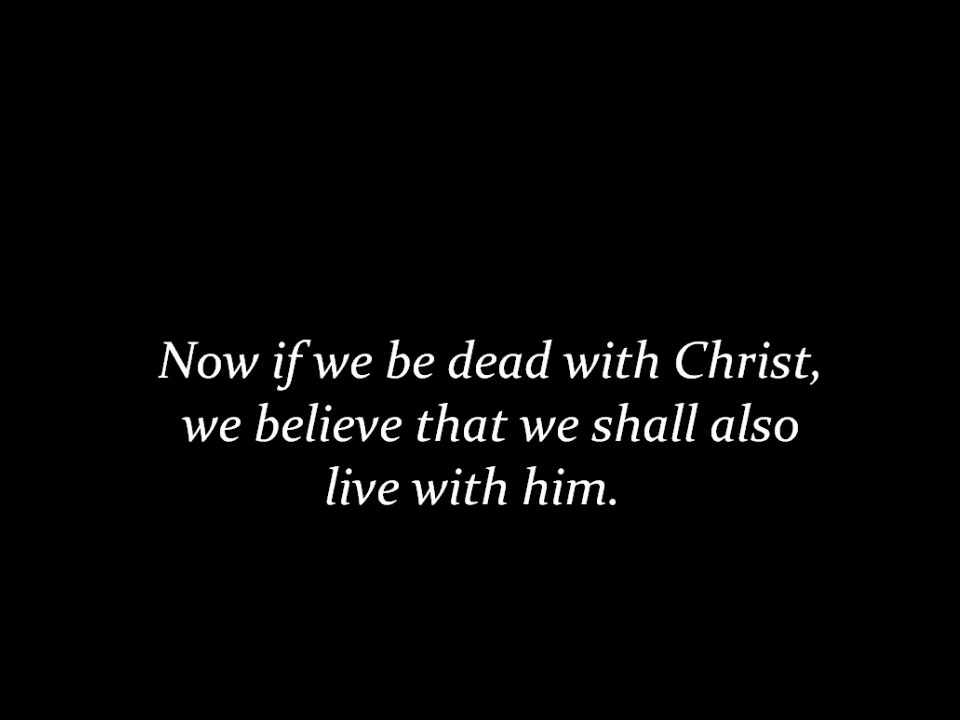 Now if we be dead with Christ,
we believe that we shall also
live with him.